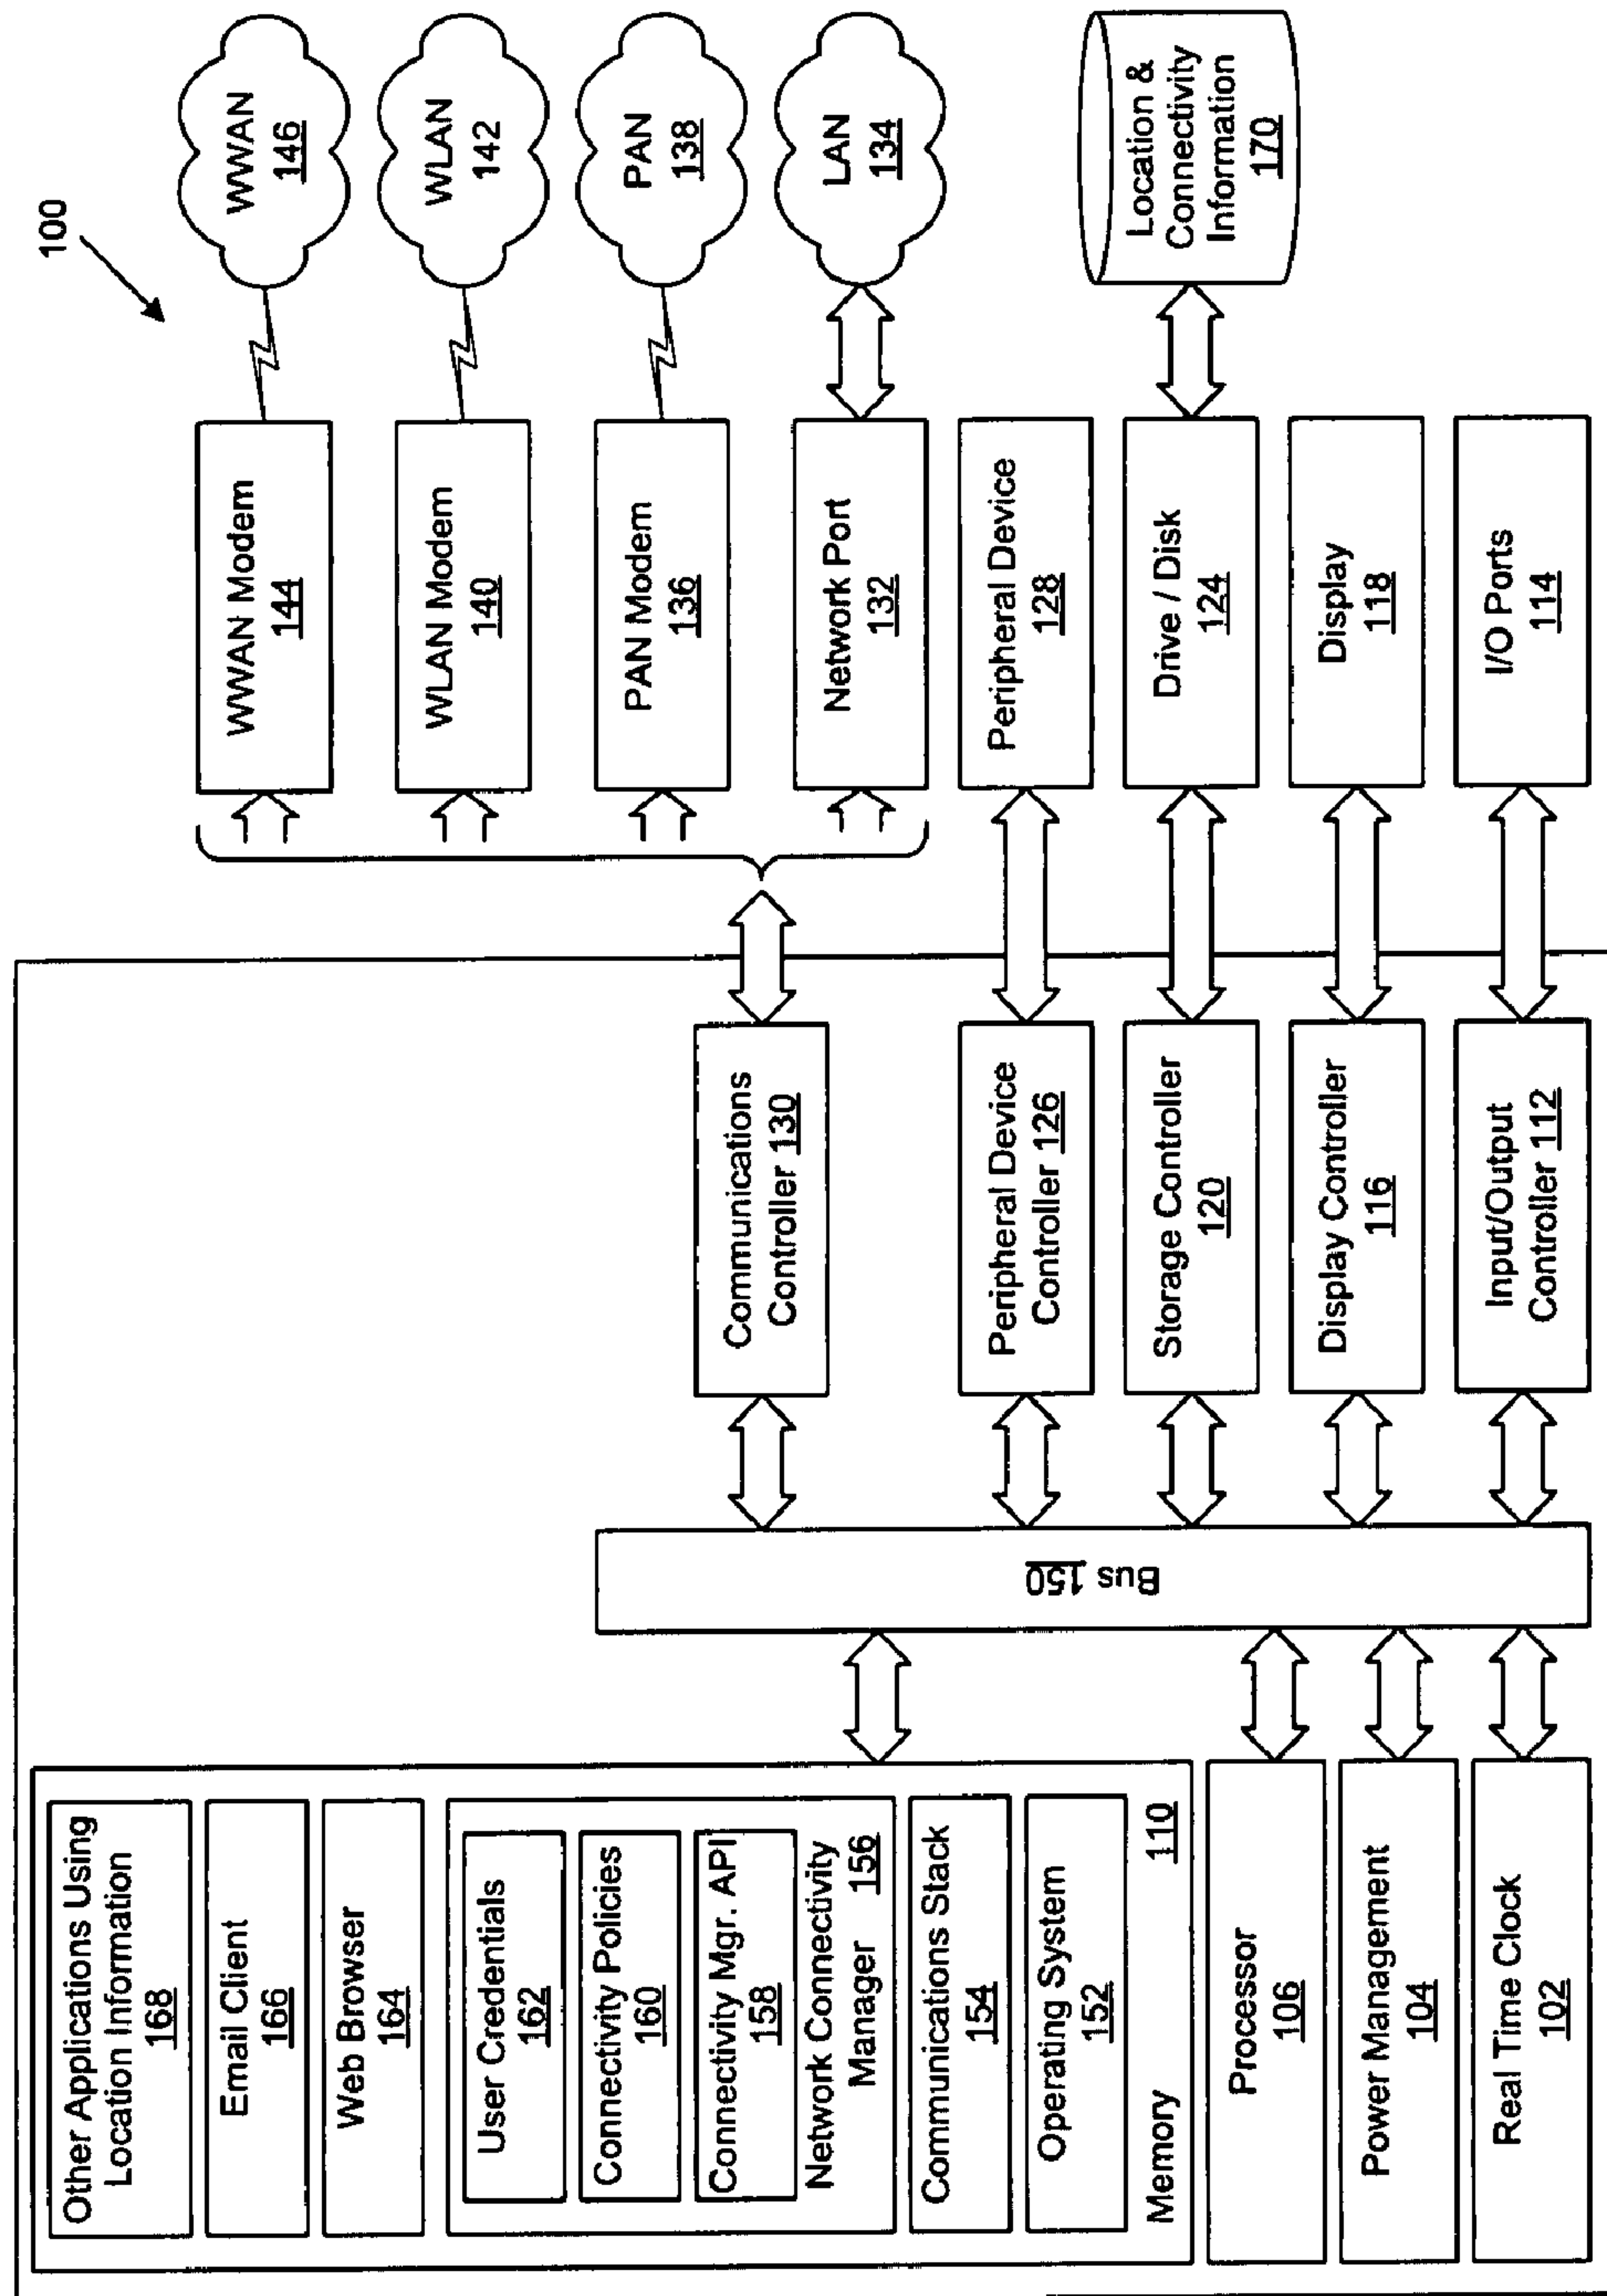 100
Other Applications Using
Location Information
168
Email Client
166
Web Browser
164
User Credentials
162
Connectivity Policies
160
Connectivity Mgr. API
158
Network Connectivity
Manager 156
Communications Stack
154
Operating System
152
Memory 110
Processor
106
Power Management
104
Real Time Clock
102
Bus 150
Communications
Controller 130
Peripheral Device
Controller 126
Storage Controller
120
Display Controller
116
Input/Output
Controller 112
WWAN Modem
144
WLAN Modem
140
PAN Modem
136
Network Port
132
Peripheral Device
128
Drive / Disk
124
Display
118
I/O Ports
114
WWAN
146
WLAN
142
PAN
138
LAN
134
Location &
Connectivity
Information
170